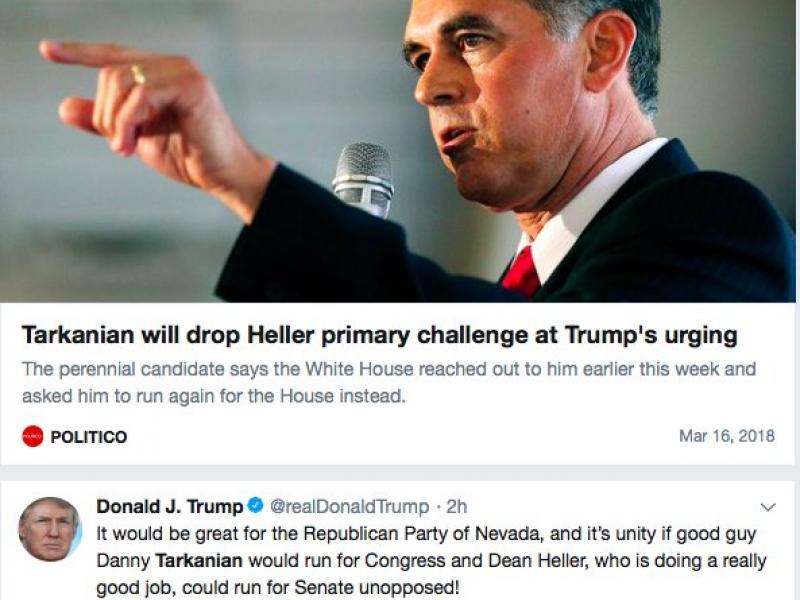 Tarkanian will drop Heller primary challenge at Trump's urging
The perennial candidate says the White House reached out to him earlier this week and
asked him to run again for the House instead.
POLITICO POLITICO
Mar 16, 2018
Donald J. Trump @realDonaldTrump · 2h
It would be great for the Republican Party of Nevada, and it's unity if good guy
Danny Tarkanian would run for Congress and Dean Heller, who is doing a really
good job, could run for Senate unopposed!